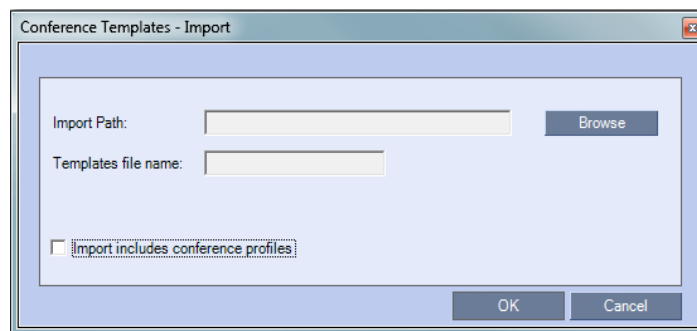 Conference Templates - Import
Import Path:
Browse
Templates file name:
Import includes conference profiles
OK
Cancel